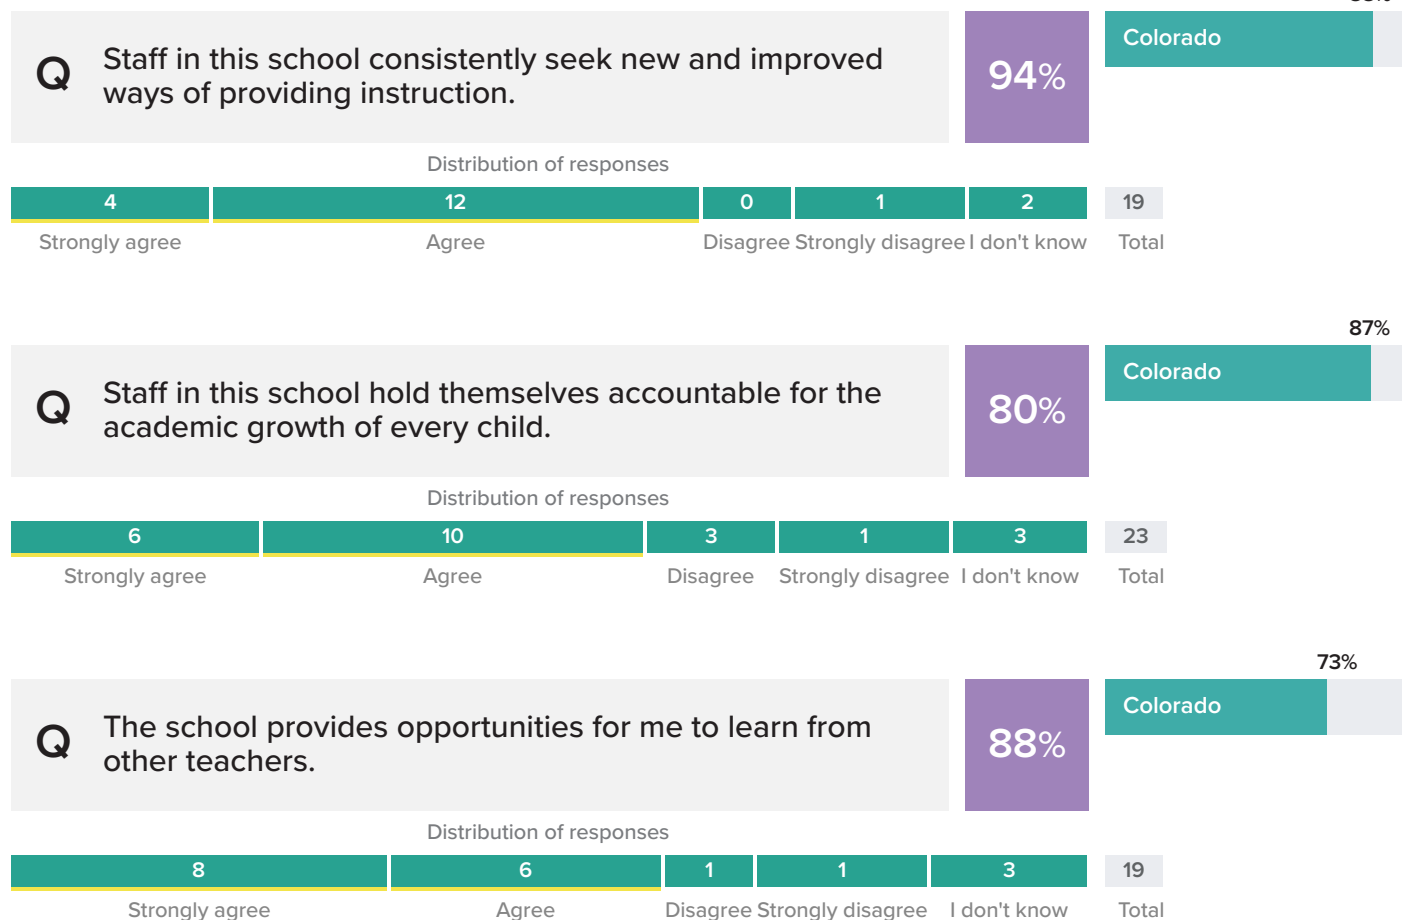 Q
Staff in this school consistently seek new and improved
ways of providing instruction.
94%
Colorado
Distribution of responses
4 12 0 1 2 19
Strongly agree Agree Disagree Strongly disagree I don't know Total
87%
Q
Staff in this school hold themselves accountable for the
academic growth of every child.
80%
Colorado
Distribution of responses
6 10 3 1 3 23
Strongly agree Agree Disagree Strongly disagree I don't know Total
73%
Q
The school provides opportunities for me to learn from
other teachers.
88%
Colorado
Distribution of responses
8 6 1 1 3 19
Strongly agree Agree Disagree Strongly disagree I don't know Total